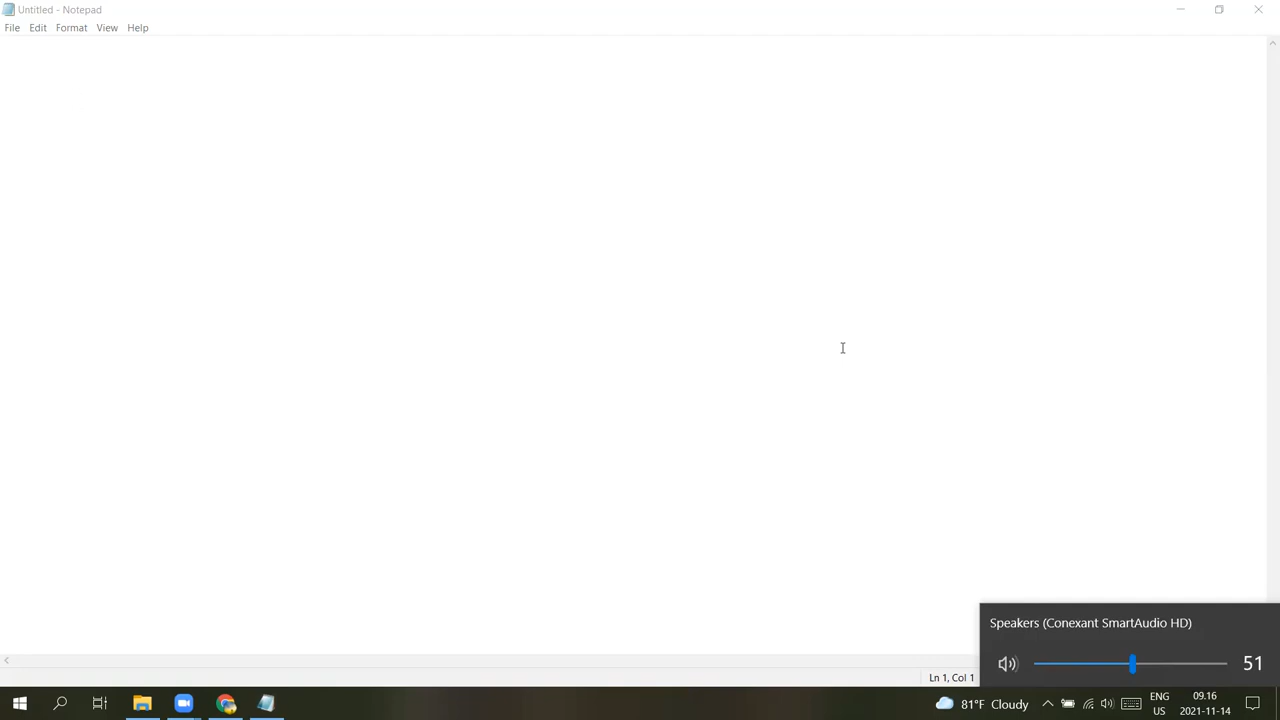 Untitled - Notepad
File Edit Format View Help
Speakers (Conexant SmartAudio HD)
51
Ln 1, Col 1
81°F Cloudy
ENG
US
09.16
2021-11-14